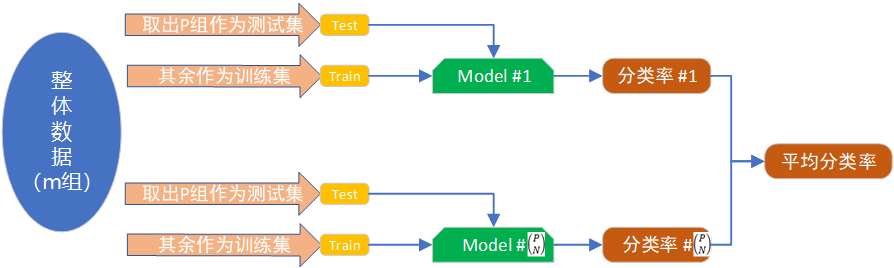 整体数据(m组)
取出P组作为测试集
Test
其余作为训练集
Train
Model #1
分类率 #1
平均分类率
取出P组作为测试集
Test
其余作为训练集
Train
Model #(P N)
分类率 #(P N)